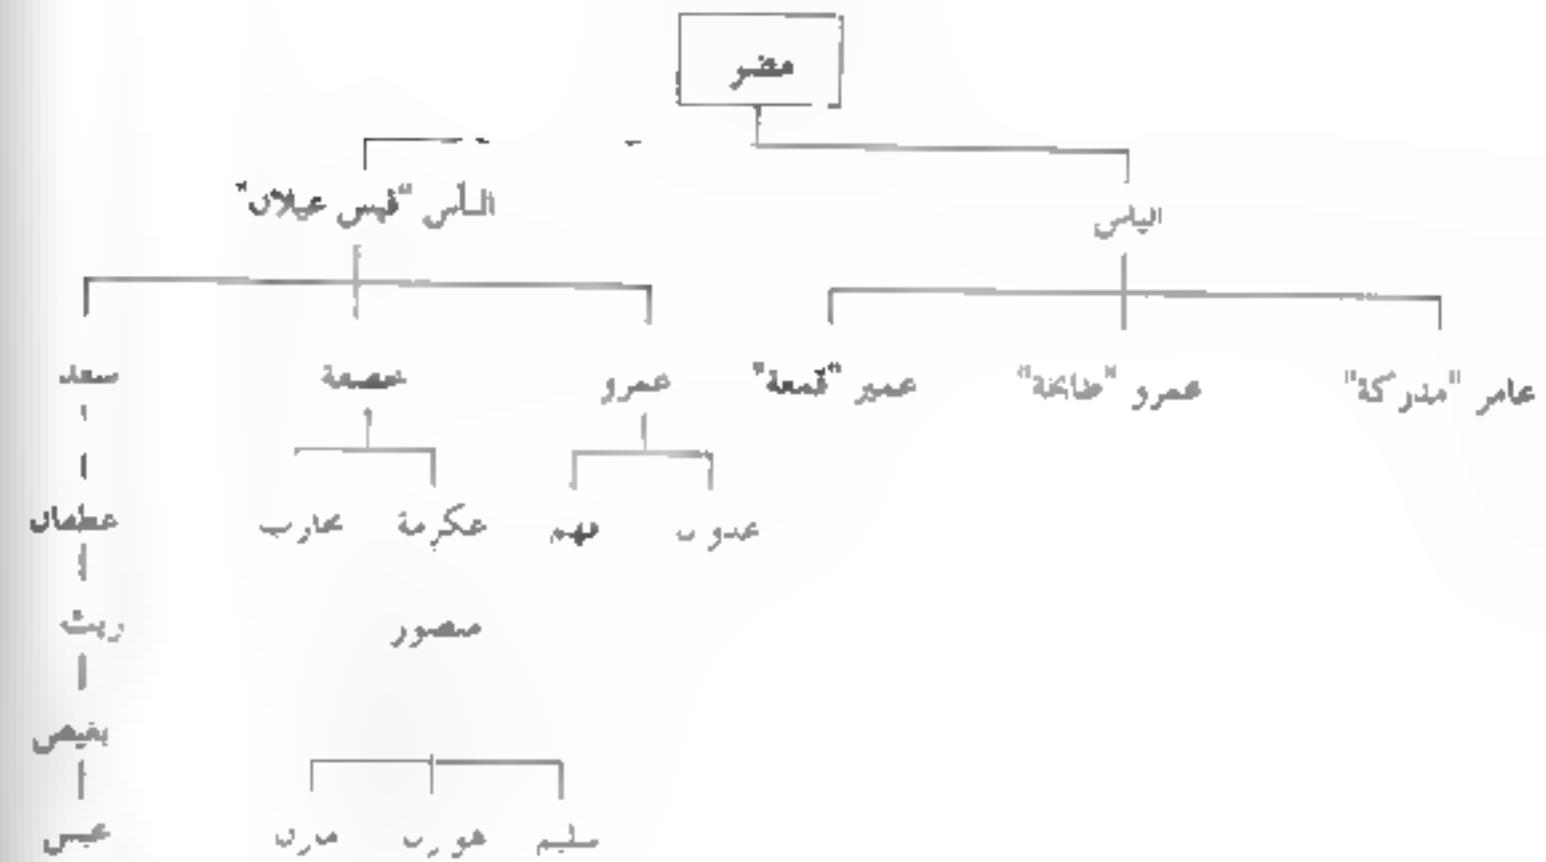 مضر
الياس
الناس "قيس عيلان"
عامر "مدركة"
عمرو "طابخة"
عمير "قمعة"
عمرو
خصفة
سعد
عدوان
فهم
عكرمة
محارب
غطفان
منصور
ريث
بغيض
سليم
هوازن
مازن
عبس